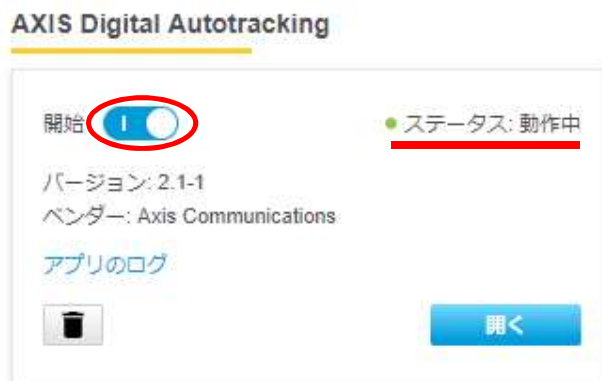 AXIS Digital Autotracking
開始 ステータス: 動作中
バージョン: 2.1-1
ベンダー: Axis Communications
アプリのログ
開く